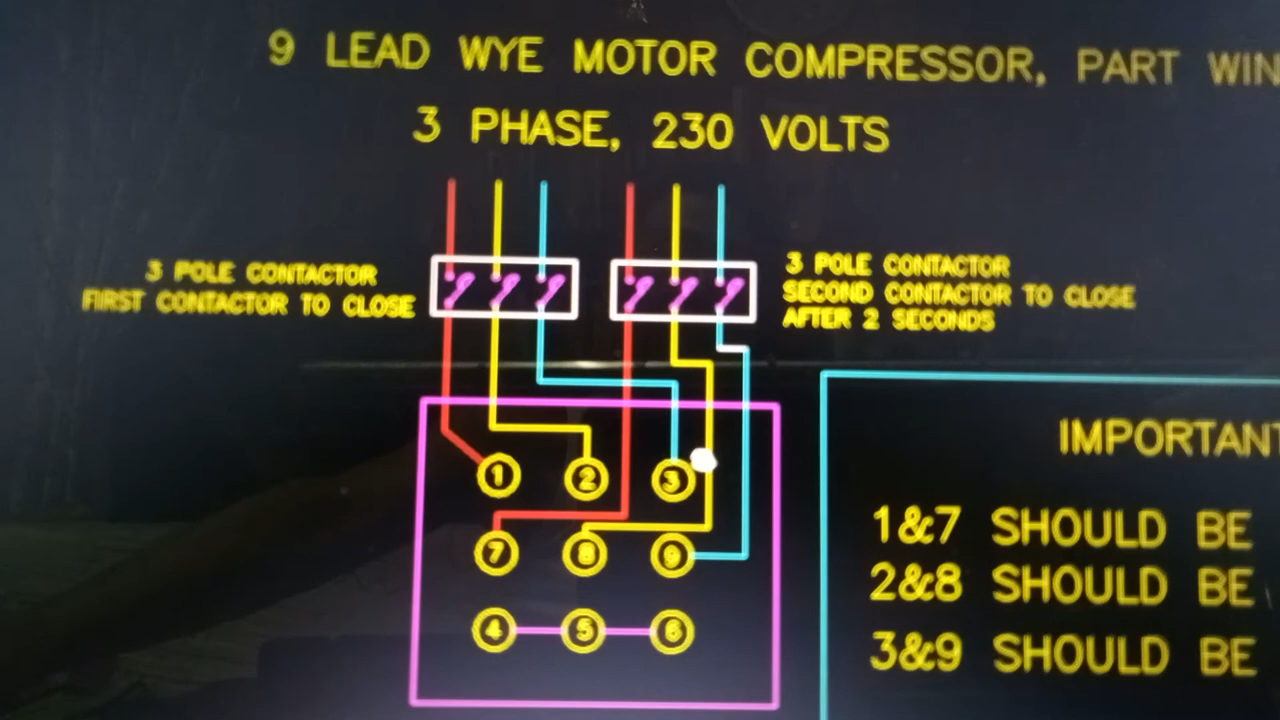 9 LEAD WYE MOTOR COMPRESSOR, PART WIN
3 PHASE, 230 VOLTS
3 POLE CONTACTOR
FIRST CONTACTOR TO CLOSE
3 POLE CONTACTOR
SECOND CONTACTOR TO CLOSE
AFTER 2 SECONDS
1 2 3
7 8 9
4 5 6
IMPORTANT
1&7 SHOULD BE
2&8 SHOULD BE
3&9 SHOULD BE